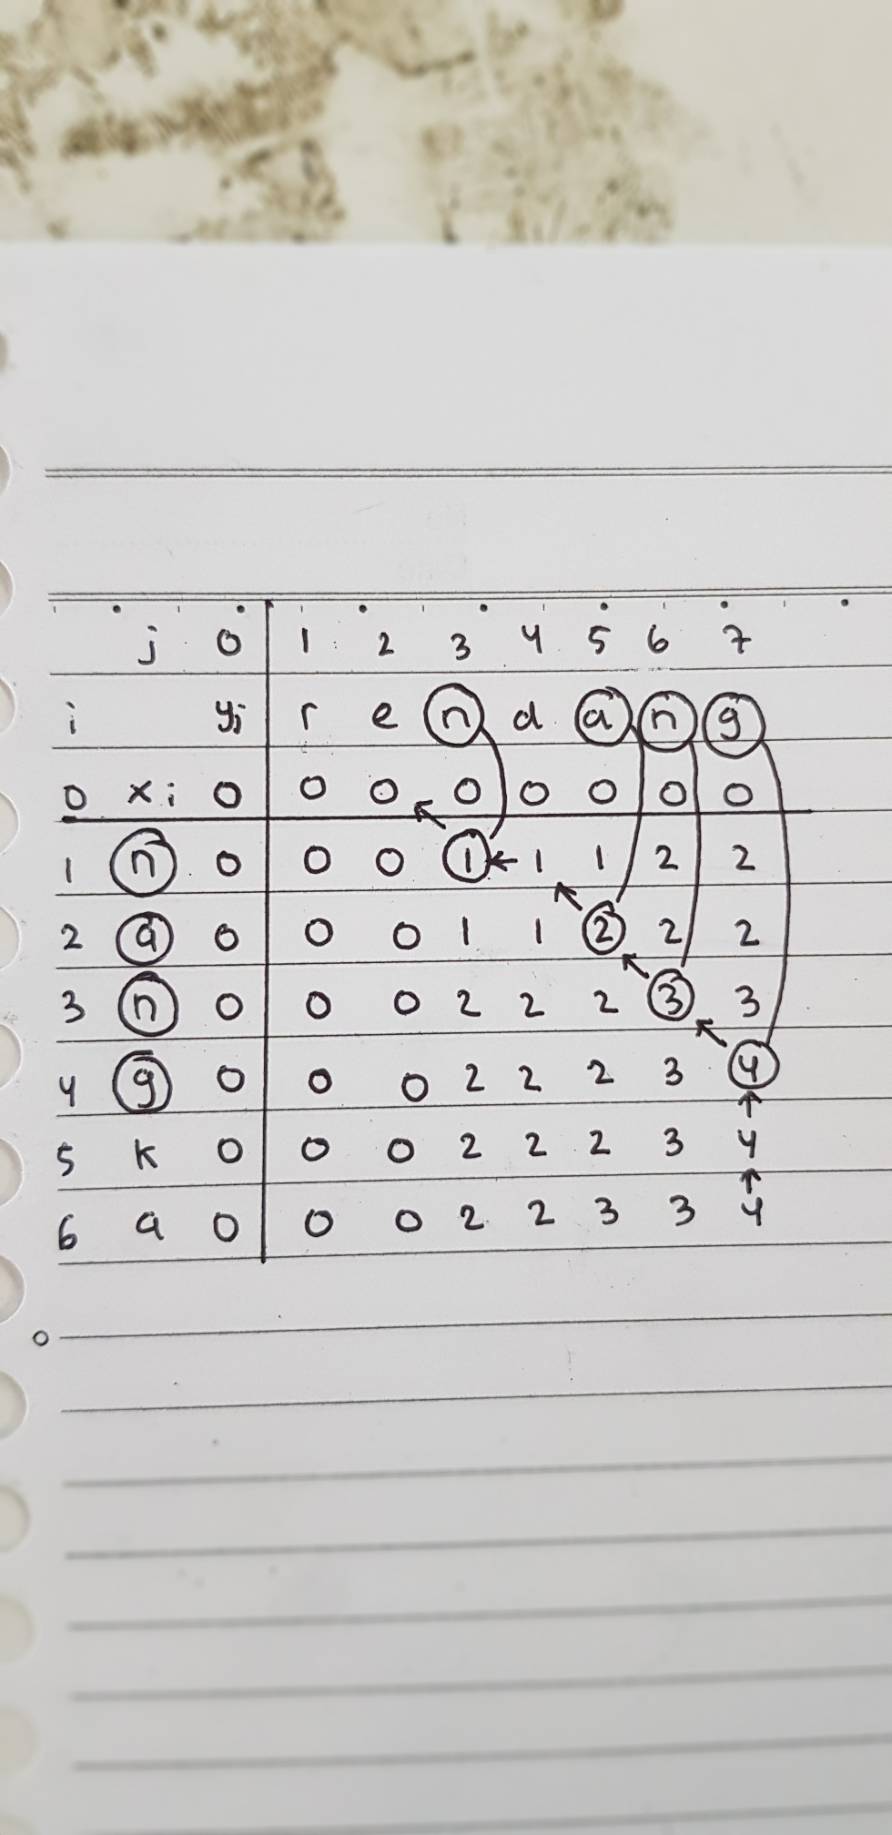 j 0 1 2 3 4 5 6 7
i yj r e n d a n g
0 xi 0 0 0 0 0 0 0 0
1 n 0 0 0 1 ← 1 1 2 2
2 a 0 0 0 1 1 2 2 2
3 n 0 0 0 2 2 2 3 3
4 g 0 0 0 2 2 2 3 4
5 k 0 0 0 2 2 2 3 4
6 a 0 0 0 2 2 3 3 4